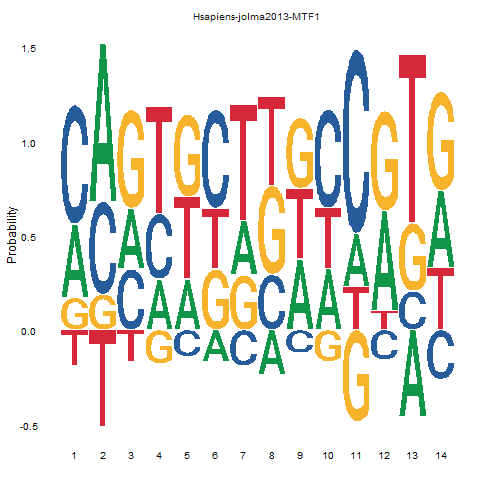 Hsapiens-jolma2013-MTF1
Probability
1.5
1.0
0.5
0.0
-0.5
C A G T G C T T G C C G T G
A C A C T T A G T T A A G A
G G C A A G G C A A T T C T
T T T G C A C A C G G C A C
1 2 3 4 5 6 7 8 9 10 11 12 13 14